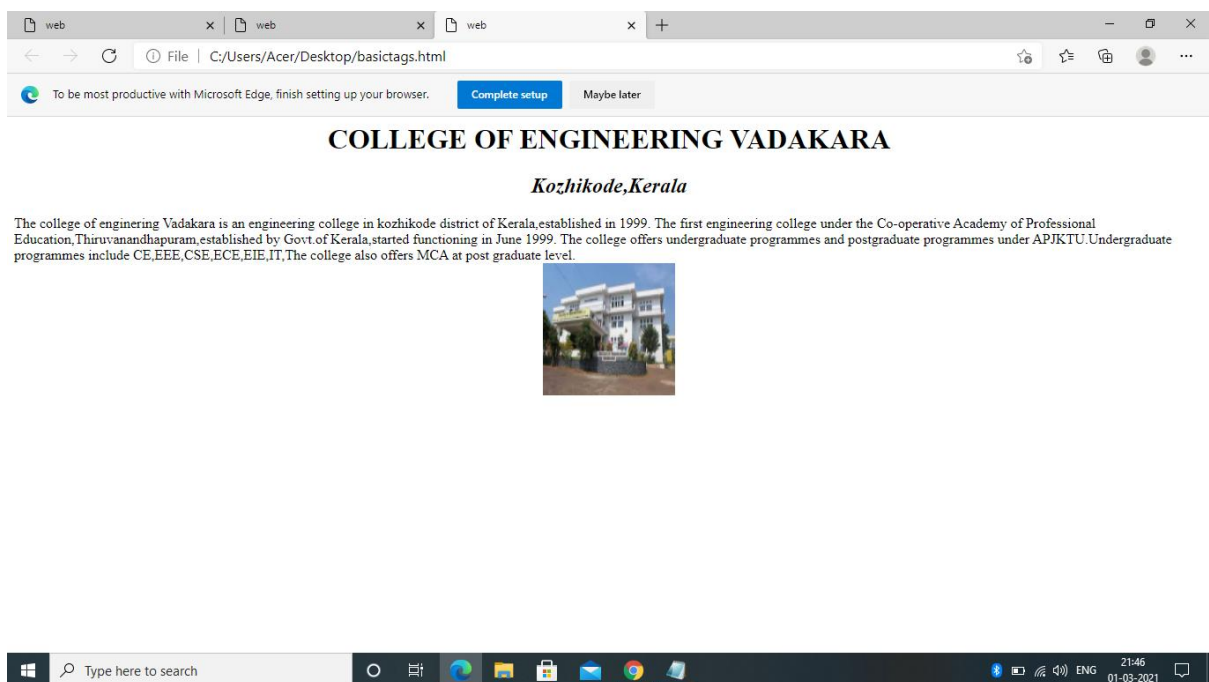 web
web
web
File
C:/Users/Acer/Desktop/basictags.html
To be most productive with Microsoft Edge, finish setting up your browser.
Complete setup
Maybe later
COLLEGE OF ENGINEERING VADAKARA
Kozhikode,Kerala
The college of enginering Vadakara is an engineering college in kozhikode district of Kerala,established in 1999. The first engineering college under the Co-operative Academy of Professional
Education,Thiruvanandhapuram,established by Govt.of Kerala,started functioning in June 1999. The college offers undergraduate programmes and postgraduate programmes under APJKTU.Undergraduate
programmes include CE,EEE,CSE,ECE,EIE,IT,The college also offers MCA at post graduate level.
Type here to search
ENG
21:46
01-03-2021